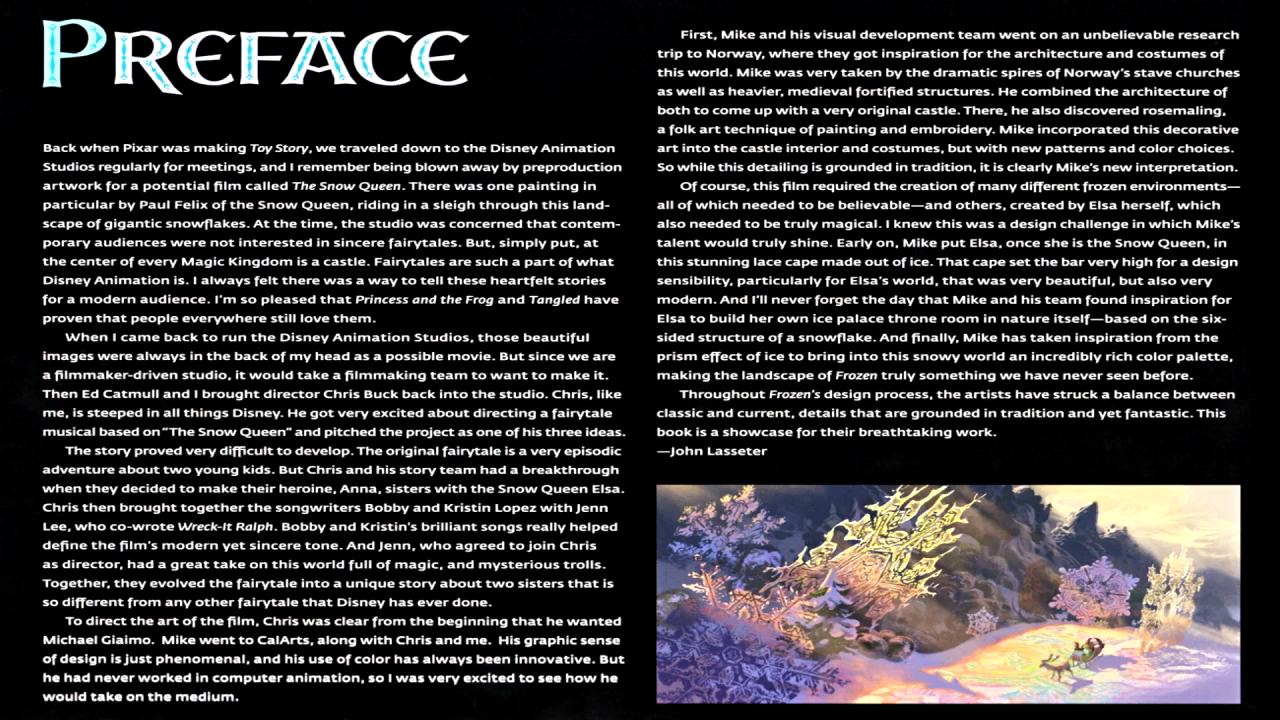 PREFACE
Back when Pixar was making Toy Story, we traveled down to the Disney Animation
Studios regularly for meetings, and I remember being blown away by preproduction
artwork for a potential film called The Snow Queen. There was one painting in
particular by Paul Felix of the Snow Queen, riding in a sleigh through this land-
scape of gigantic snowflakes. At the time, the studio was concerned that contem-
porary audiences were not interested in sincere fairytales. But, simply put, at
the center of every Magic Kingdom is a castle. Fairytales are such a part of what
Disney Animation is. I always felt there was a way to tell these heartfelt stories
for a modern audience. I'm so pleased that Princess and the Frog and Tangled have
proven that people everywhere still love them.
When I came back to run the Disney Animation Studios, those beautiful
images were always in the back of my head as a possible movie. But since we are
a filmmaker-driven studio, it would take a filmmaking team to want to make it.
Then Ed Catmull and I brought director Chris Buck back into the studio. Chris, like
me, is steeped in all things Disney. He got very excited about directing a fairytale
musical based on "The Snow Queen" and pitched the project as one of his three ideas.
The story proved very difficult to develop. The original fairytale is a very episodic
adventure about two young kids. But Chris and his story team had a breakthrough
when they decided to make their heroine, Anna, sisters with the Snow Queen Elsa.
Chris then brought together the songwriters Bobby and Kristin Lopez with Jenn
Lee, who co-wrote Wreck-It Ralph. Bobby and Kristin's brilliant songs really helped
define the film's modern yet sincere tone. And Jenn, who agreed to join Chris
as director, had a great take on this world full of magic, and mysterious trolls.
Together, they evolved the fairytale into a unique story about two sisters that is
so different from any other fairytale that Disney has ever done.
To direct the art of the film, Chris was clear from the beginning that he wanted
Michael Giaimo. Mike went to CalArts, along with Chris and me. His graphic sense
of design is just phenomenal, and his use of color has always been innovative. But
he had never worked in computer animation, so I was very excited to see how he
would take on the medium.
First, Mike and his visual development team went on an unbelievable research
trip to Norway, where they got inspiration for the architecture and costumes of
this world. Mike was very taken by the dramatic spires of Norway's stave churches
as well as heavier, medieval fortified structures. He combined the architecture of
both to come up with a very original castle. There, he also discovered rosemaling,
a folk art technique of painting and embroidery. Mike incorporated this decorative
art into the castle interior and costumes, but with new patterns and color choices.
So while this detailing is grounded in tradition, it is clearly Mike's new interpretation.
Of course, this film required the creation of many different frozen environments—
all of which needed to be believable—and others, created by Elsa herself, which
also needed to be truly magical. I knew this was a design challenge in which Mike's
talent would truly shine. Early on, Mike put Elsa, once she is the Snow Queen, in
this stunning lace cape made out of ice. That cape set the bar very high for a design
sensibility, particularly for Elsa's world, that was very beautiful, but also very
modern. And I'll never forget the day that Mike and his team found inspiration for
Elsa to build her own ice palace throne room in nature itself—based on the six-
sided structure of a snowflake. And finally, Mike has taken inspiration from the
prism effect of ice to bring into this snowy world an incredibly rich color palette,
making the landscape of Frozen truly something we have never seen before.
Throughout Frozen's design process, the artists have struck a balance between
classic and current, details that are grounded in tradition and yet fantastic. This
book is a showcase for their breathtaking work.
—John Lasseter